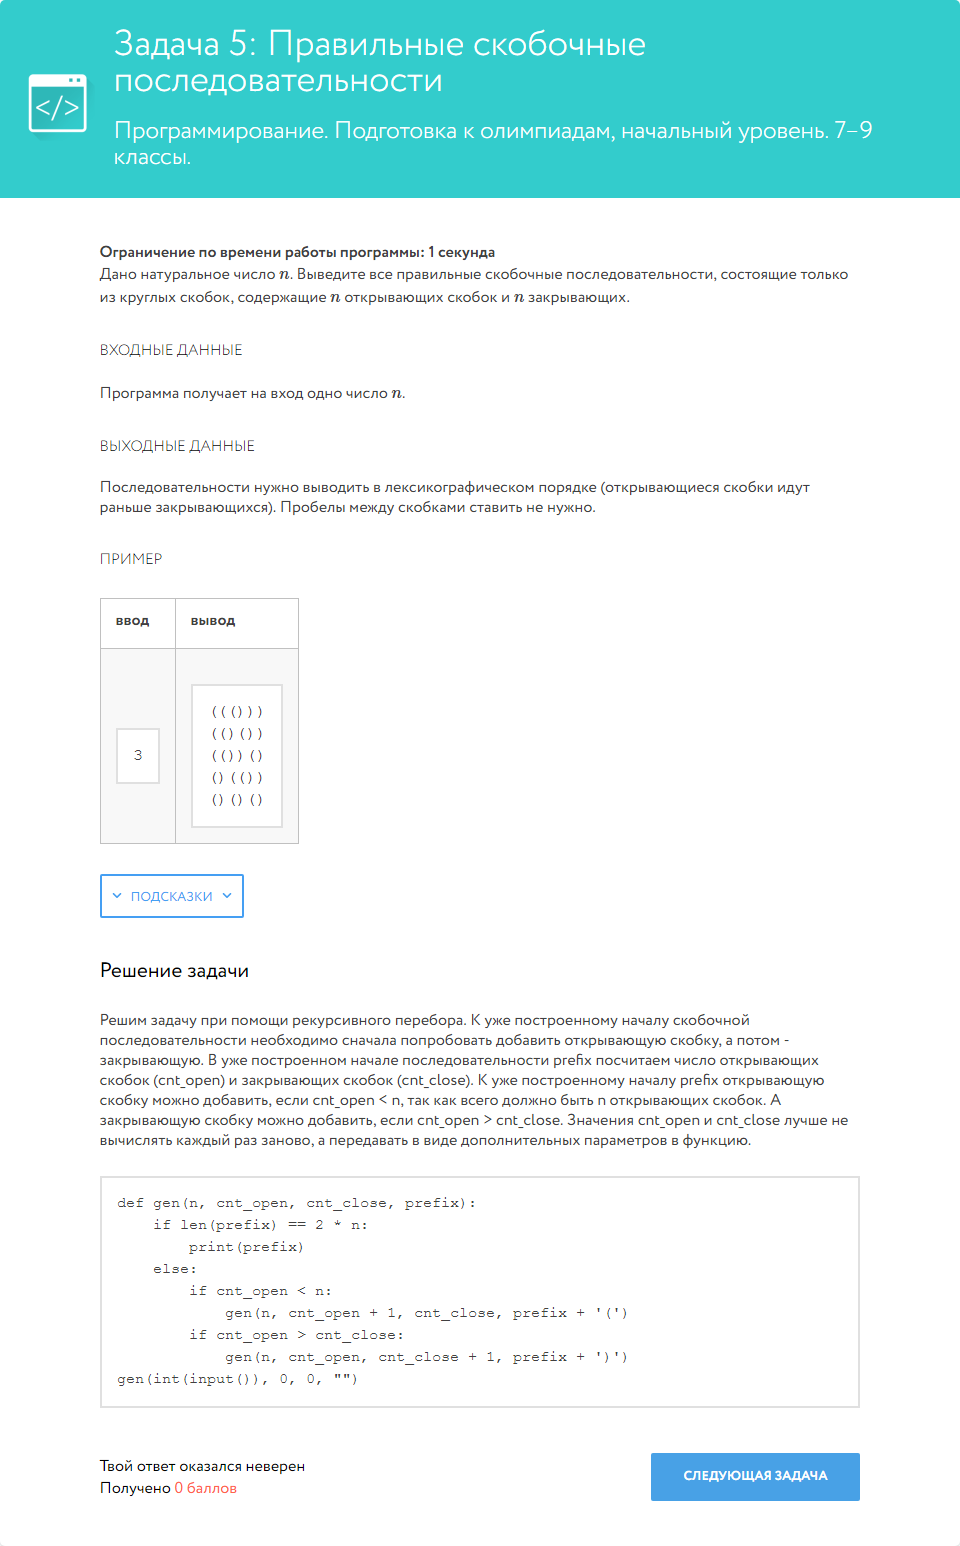 </>
Задача 5: Правильные скобочные
последовательности
Программирование. Подготовка к олимпиадам, начальный уровень. 7–9
классы.
Ограничение по времени работы программы: 1 секунда
Дано натуральное число n. Выведите все правильные скобочные последовательности, состоящие только
из круглых скобок, содержащие n открывающих скобок и n закрывающих.
ВХОДНЫЕ ДАННЫЕ
Программа получает на вход одно число n.
ВЫХОДНЫЕ ДАННЫЕ
Последовательности нужно выводить в лексикографическом порядке (открывающиеся скобки идут
раньше закрывающихся). Пробелы между скобками ставить не нужно.
ПРИМЕР
ввод вывод
((()))
(()())
3
(())()
()(())
()()()
ПОДСКАЗКИ
Решение задачи
Решим задачу при помощи рекурсивного перебора. К уже построенному началу скобочной
последовательности необходимо сначала попробовать добавить открывающую скобку, а потом -
закрывающую. В уже построенном начале последовательности prefix посчитаем число открывающих
скобок (cnt_open) и закрывающих скобок (cnt_close). К уже построенному началу prefix открывающую
скобку можно добавить, если cnt_open < n, так как всего должно быть n открывающих скобок. А
закрывающую скобку можно добавить, если cnt_open > cnt_close. Значения cnt_open и cnt_close лучше не
вычислять каждый раз заново, а передавать в виде дополнительных параметров в функцию.
def gen(n, cnt_open, cnt_close, prefix):
    if len(prefix) == 2 * n:
        print(prefix)
    else:
        if cnt_open < n:
            gen(n, cnt_open + 1, cnt_close, prefix + '(')
        if cnt_open > cnt_close:
            gen(n, cnt_open, cnt_close + 1, prefix + ')')
gen(int(input()), 0, 0, "")
Твой ответ оказался неверен
Получено 0 баллов
СЛЕДУЮЩАЯ ЗАДАЧА